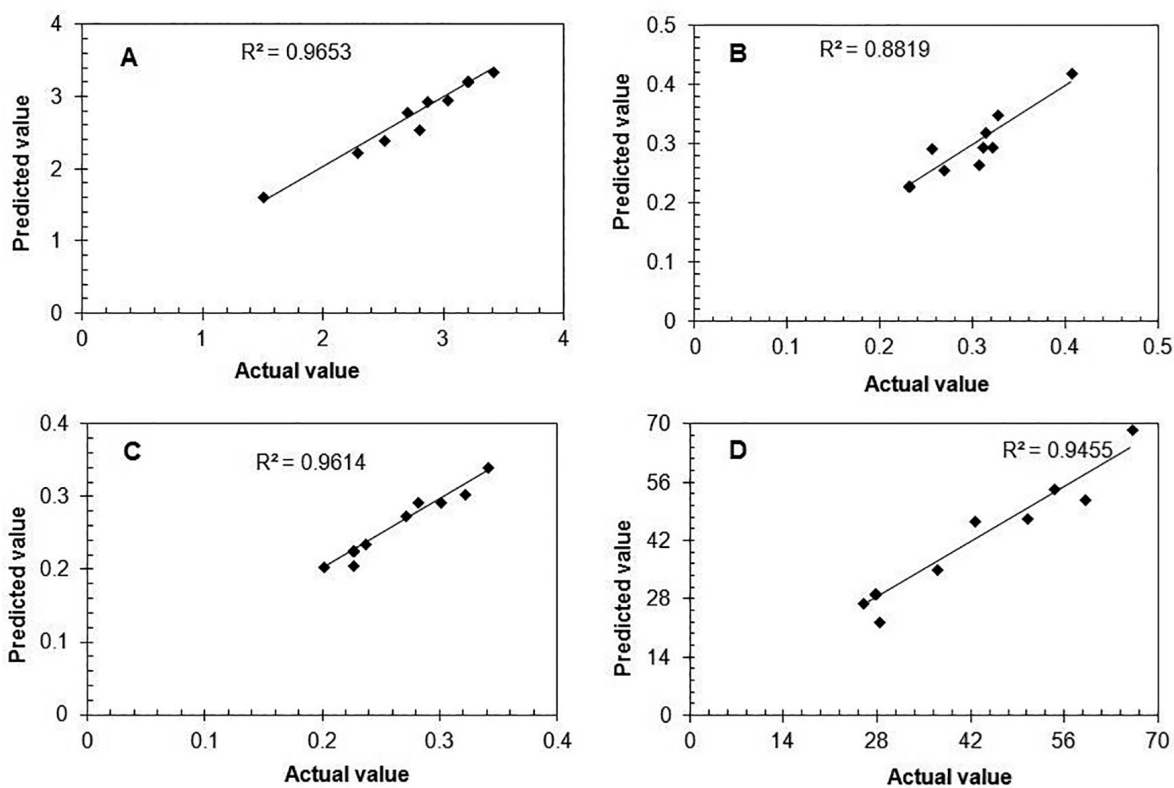 A
R² = 0.9653
4
3
2
1
0
Predicted value
0 1 2 3 4
Actual value
B
R² = 0.8819
0.5
0.4
0.3
0.2
0.1
0
Predicted value
0 0.1 0.2 0.3 0.4 0.5
Actual value
C
R² = 0.9614
0.4
0.3
0.2
0.1
0
Predicted value
0 0.1 0.2 0.3 0.4
Actual value
D
R² = 0.9455
70
56
42
28
14
0
Predicted value
0 14 28 42 56 70
Actual value